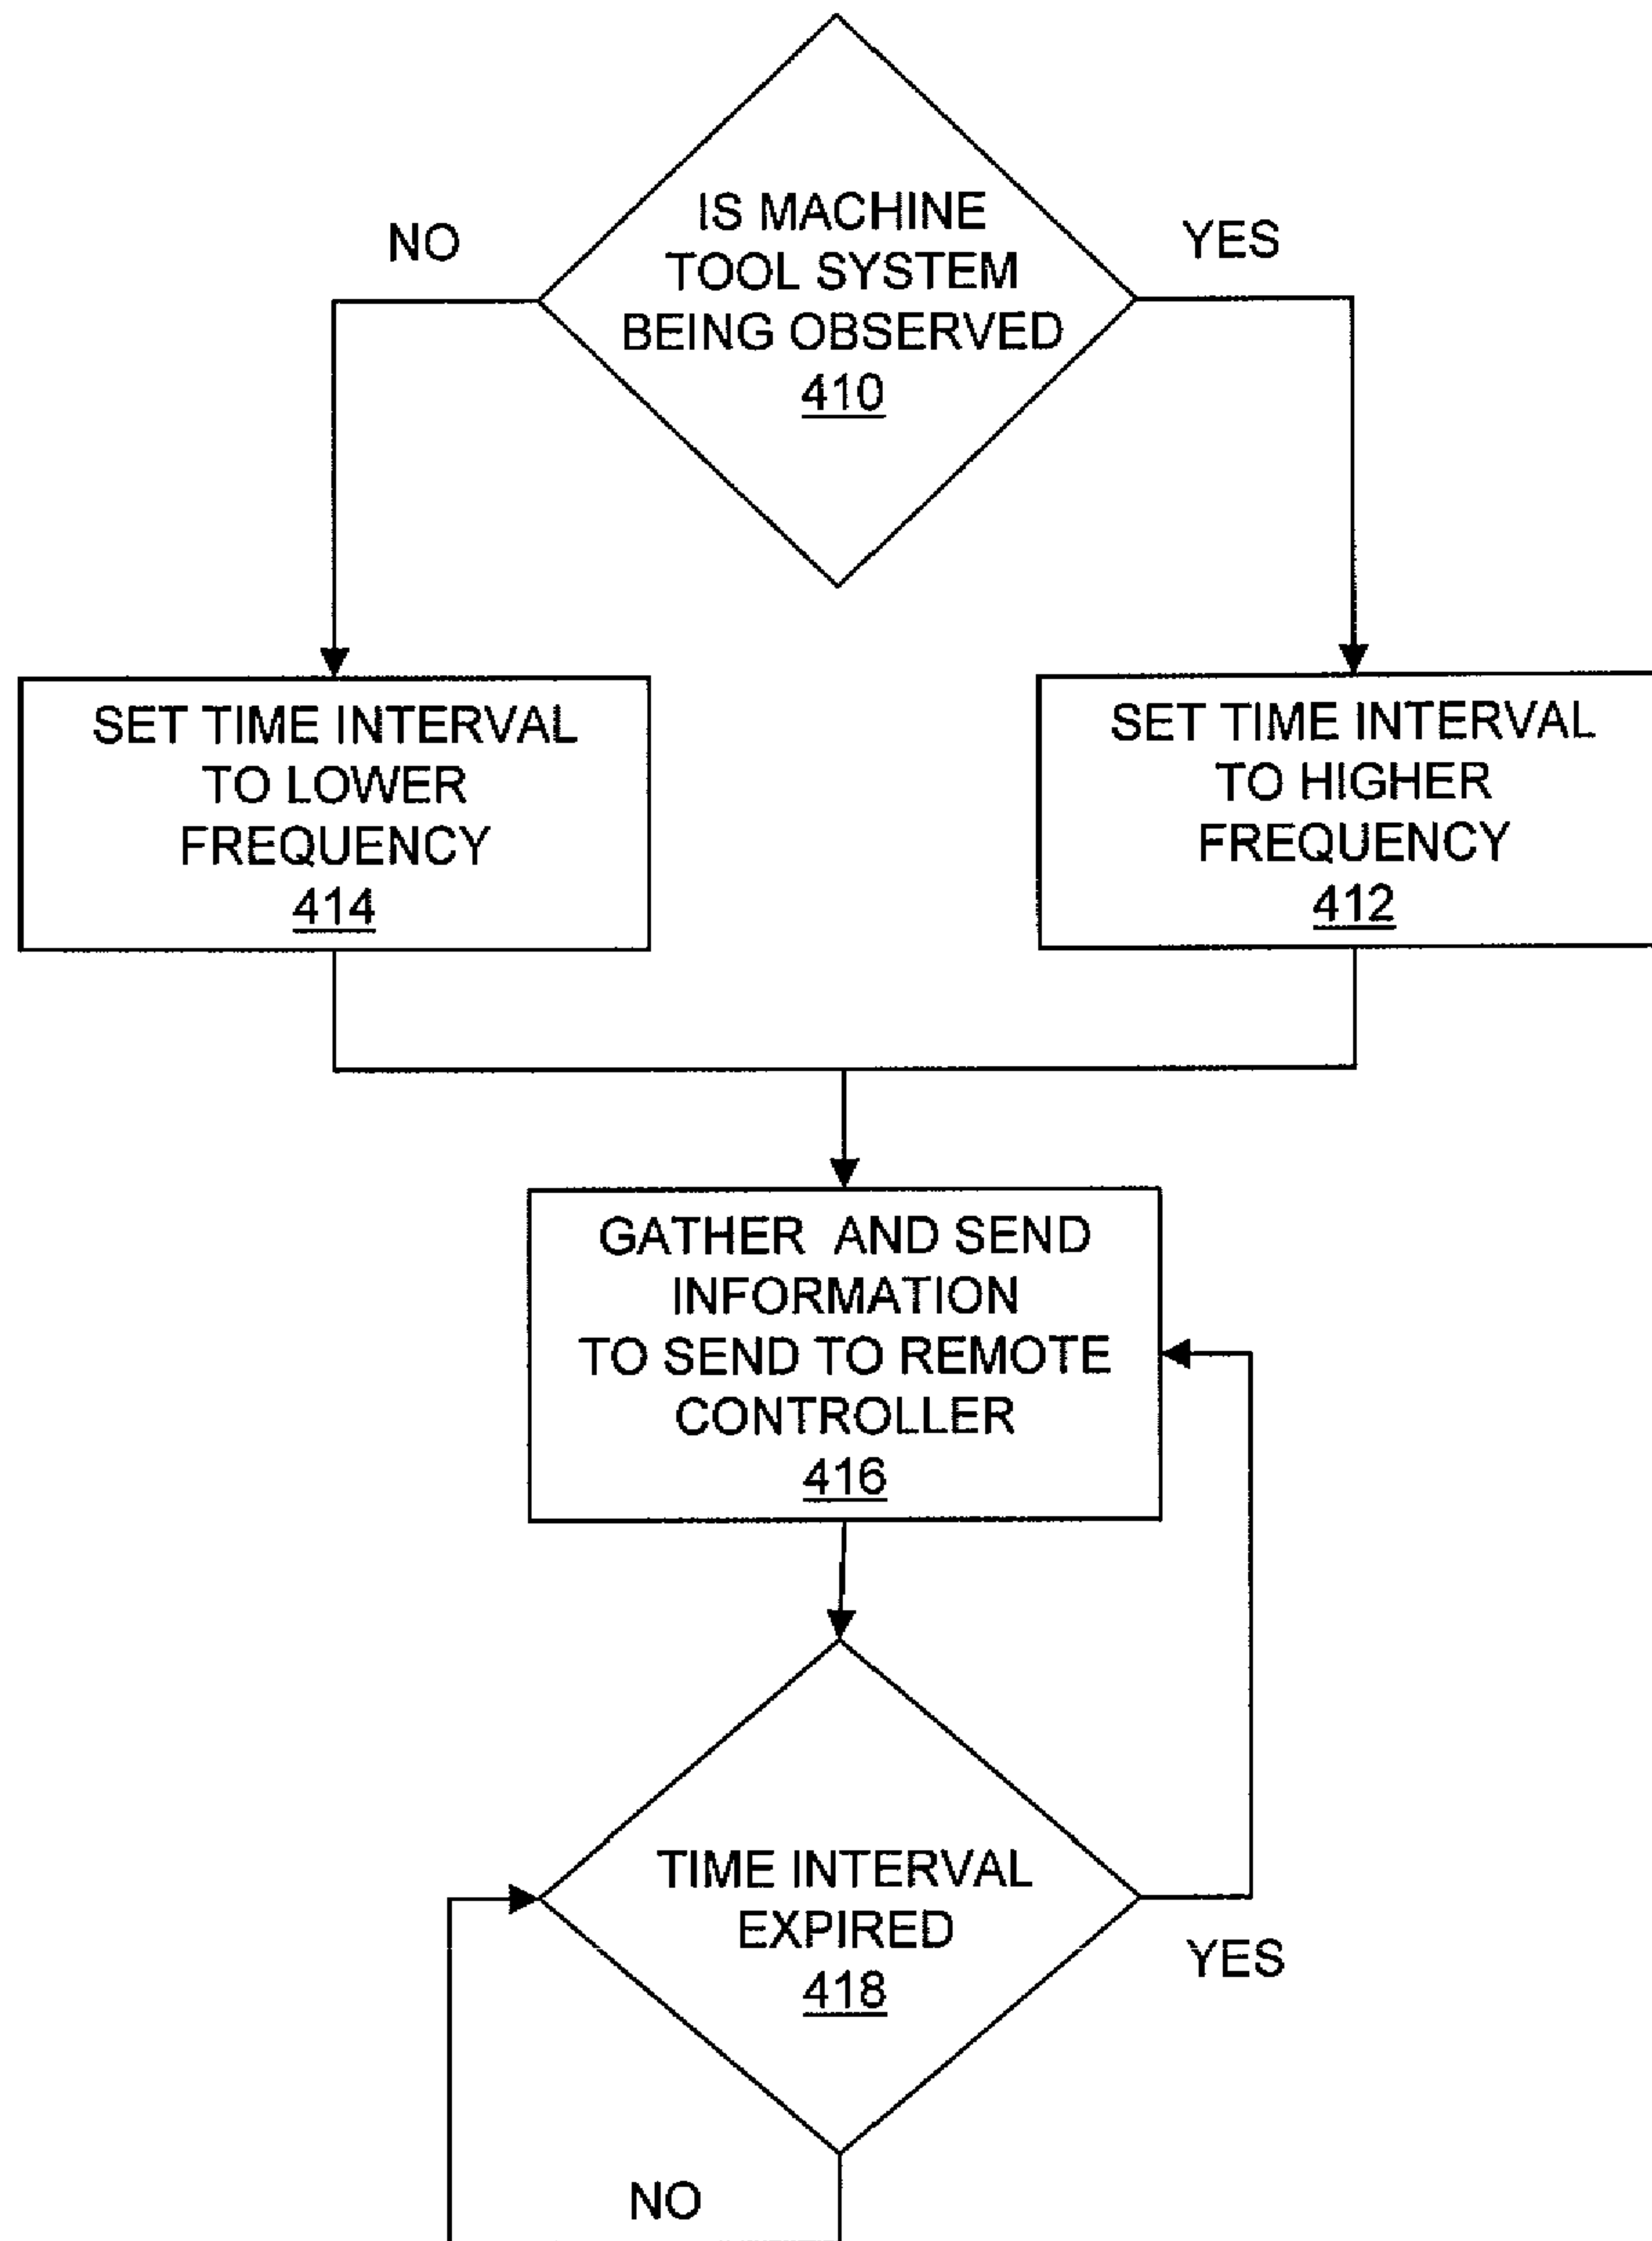 IS MACHINE
TOOL SYSTEM
BEING OBSERVED
410
NO
YES
SET TIME INTERVAL
TO LOWER
FREQUENCY
414
SET TIME INTERVAL
TO HIGHER
FREQUENCY
412
GATHER AND SEND
INFORMATION
TO SEND TO REMOTE
CONTROLLER
416
TIME INTERVAL
EXPIRED
418
YES
NO